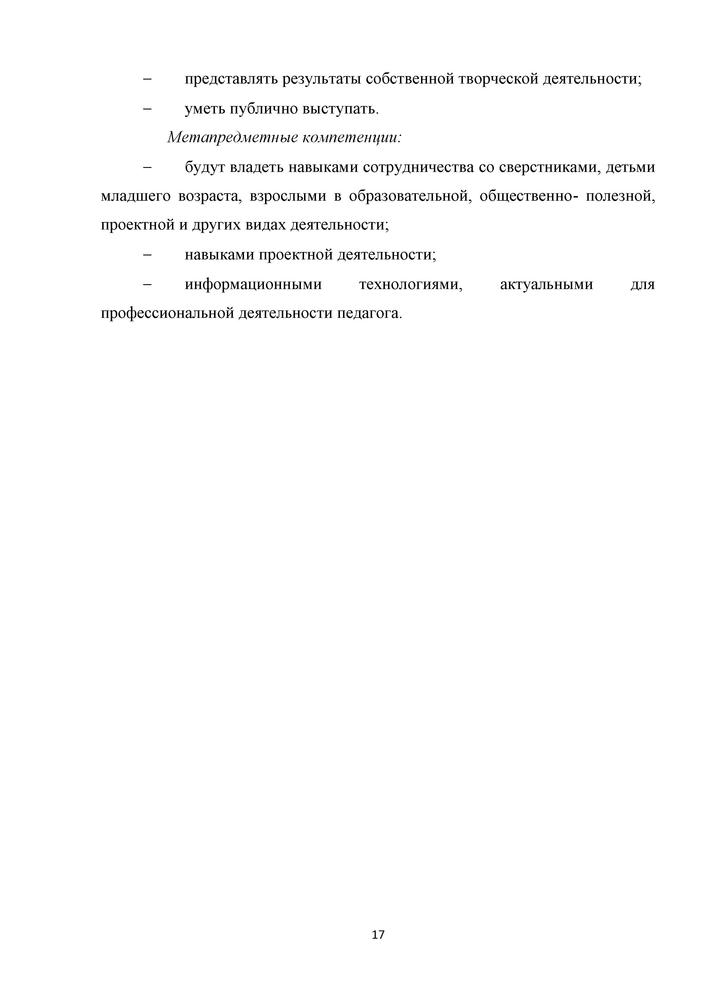 – представлять результаты собственной творческой деятельности;
– уметь публично выступать.
Метапредметные компетенции:
– будут владеть навыками сотрудничества со сверстниками, детьми
младшего возраста, взрослыми в образовательной, общественно- полезной,
проектной и других видах деятельности;
– навыками проектной деятельности;
– информационными технологиями, актуальными для
профессиональной деятельности педагога.
17